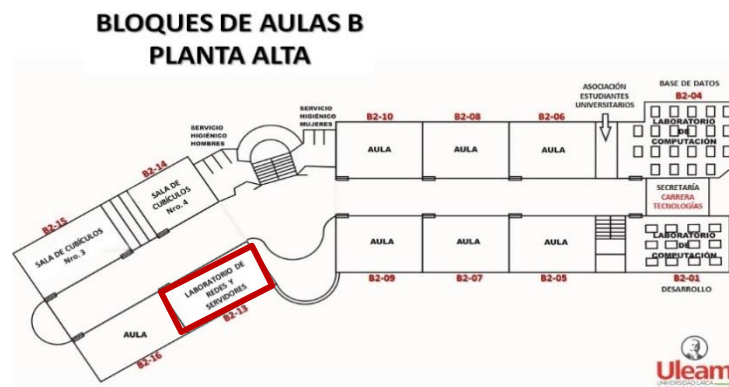 BLOQUES DE AULAS B
PLANTA ALTA
SERVICIO
HIGIÉNICO
HOMBRES
SERVICIO
HIGIÉNICO
MUJERES
B2-10
B2-08
B2-06
ASOCIACIÓN
ESTUDIANTES
UNIVERSITARIOS
BASE DE DATOS
B2-04
LABORATORIO
DE
COMPUTACIÓN
AULA
AULA
AULA
B2-14
SALA DE
CUBÍCULOS
Nro. 4
B2-15
SALA DE CUBÍCULOS
Nro. 3
SECRETARÍA
CARRERA
TECNOLOGÍAS
LABORATORIO
DE
COMPUTACIÓN
AULA
AULA
AULA
B2-09
B2-07
B2-05
B2-01
DESARROLLO
LABORATORIO DE
REDES Y
SERVIDORES
B2-13
AULA
B2-16
Uleam
UNIVERSIDAD LAICA